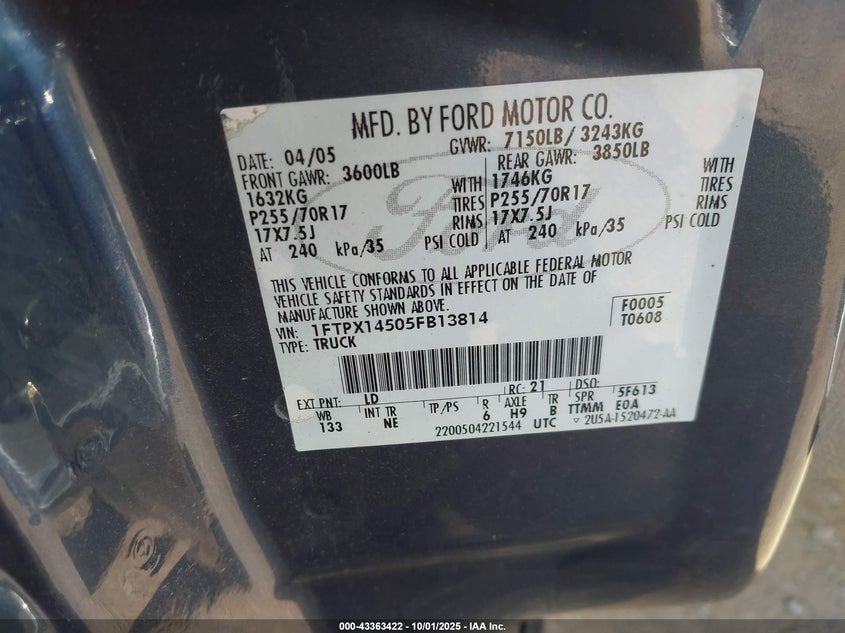 MFD. BY FORD MOTOR CO.
DATE: 04/05 GVWR: 7150LB/ 3243KG
FRONT GAWR: 3600LB REAR GAWR: 3850LB
1632KG WITH 1746KG WITH
P255/70R17 TIRES P255/70R17 TIRES
17X7.5J RIMS 17X7.5J RIMS
AT 240 kPa/35 PSI COLD AT 240 kPa/35 PSI COLD
Ford
THIS VEHICLE CONFORMS TO ALL APPLICABLE FEDERAL MOTOR
VEHICLE SAFETY STANDARDS IN EFFECT ON THE DATE OF
MANUFACTURE SHOWN ABOVE.
VIN: 1FTPX14505FB13814 F0005
TYPE: TRUCK T0608
EXT PNT: LD RC: 21 DSO:
WB INT TR TP/PS R AXLE TR SPR 5F613
133 NE 6 H9 B TTMM E0A
2200504221544 UTC ▽ 2U5A-1520472-AA
000-43363422 | 10/01/2025 - IAA Inc.